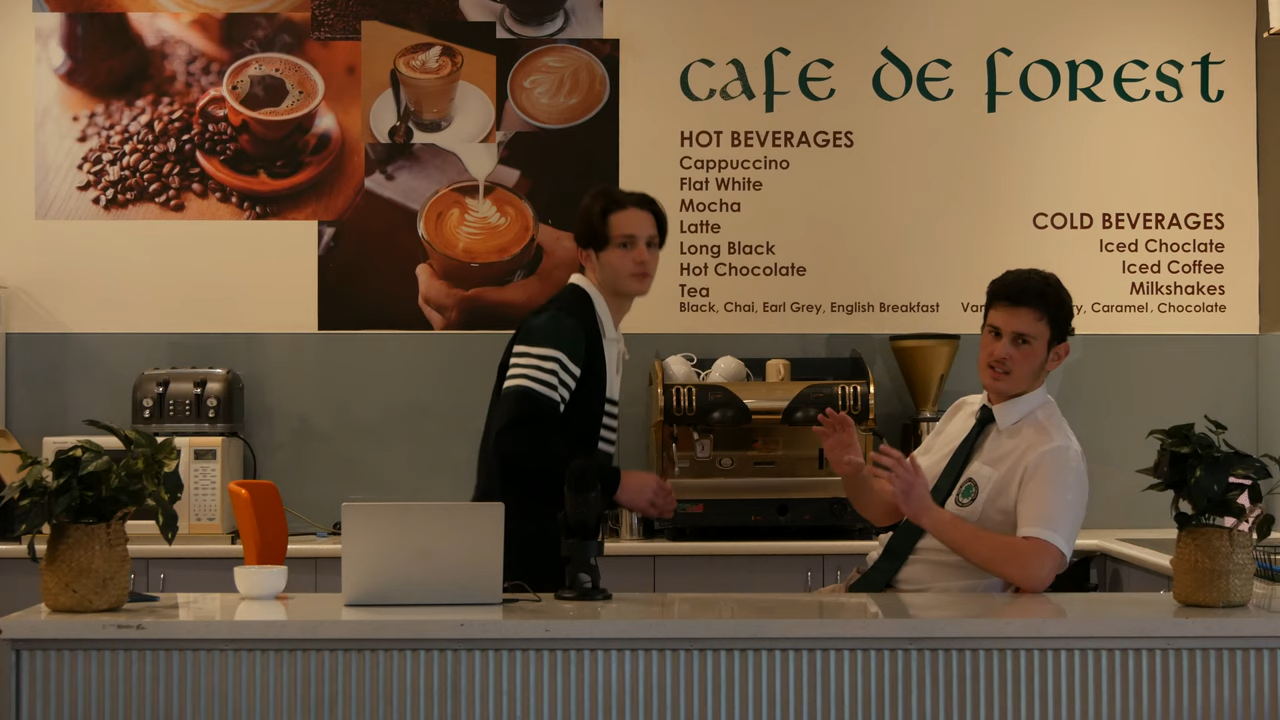 cafe de forest
HOT BEVERAGES
Cappuccino
Flat White
Mocha
Latte
Long Black
Hot Chocolate
Tea
Black, Chai, Earl Grey, English Breakfast
COLD BEVERAGES
Iced Choclate
Iced Coffee
Milkshakes
Caramel, Chocolate